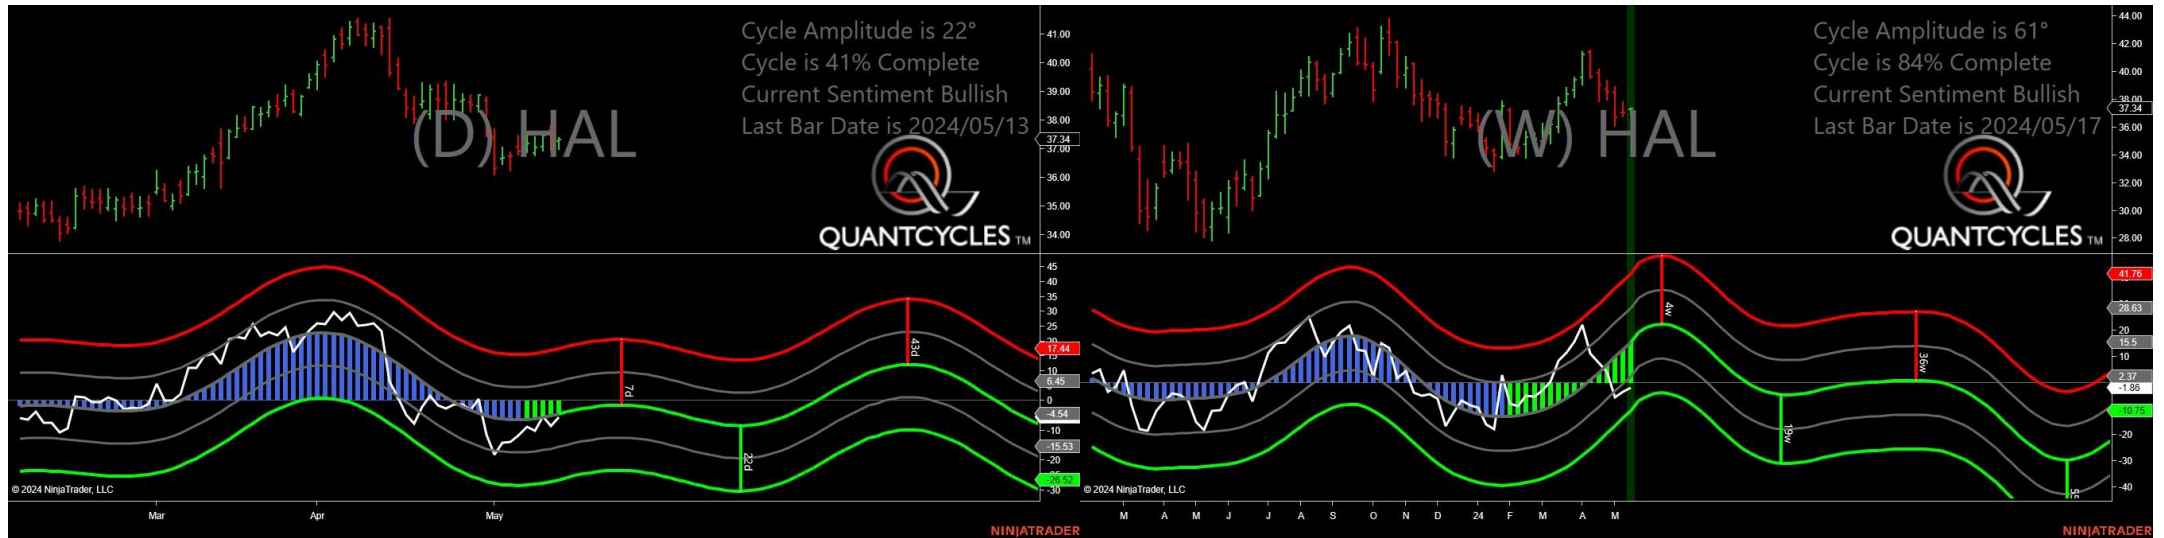 Cycle Amplitude is 22°
Cycle is 41% Complete
Current Sentiment Bullish
Last Bar Date is 2024/05/13
(D) HAL
QUANTCYCLES TM
41.00
40.00
39.00
38.00
37.34
37.00
36.00
35.00
34.00
45
40
35
30
25
20
17.44
15
10
6.45
0
-4.54
-10
-15.53
-20
-26.52
-30
7d
22d
43d
© 2024 NinjaTrader, LLC
Mar Apr May
NINJATRADER
Cycle Amplitude is 61°
Cycle is 84% Complete
Current Sentiment Bullish
Last Bar Date is 2024/05/17
(W) HAL
QUANTCYCLES TM
44.00
42.00
40.00
38.00
37.34
36.00
34.00
32.00
30.00
28.00
41.76
28.63
20
15.5
10
2.37
-1.86
-10.75
-20
-30
-40
4w
19w
36w
© 2024 NinjaTrader, LLC
M A M J J A S O N D 24 F M A M
NINJATRADER